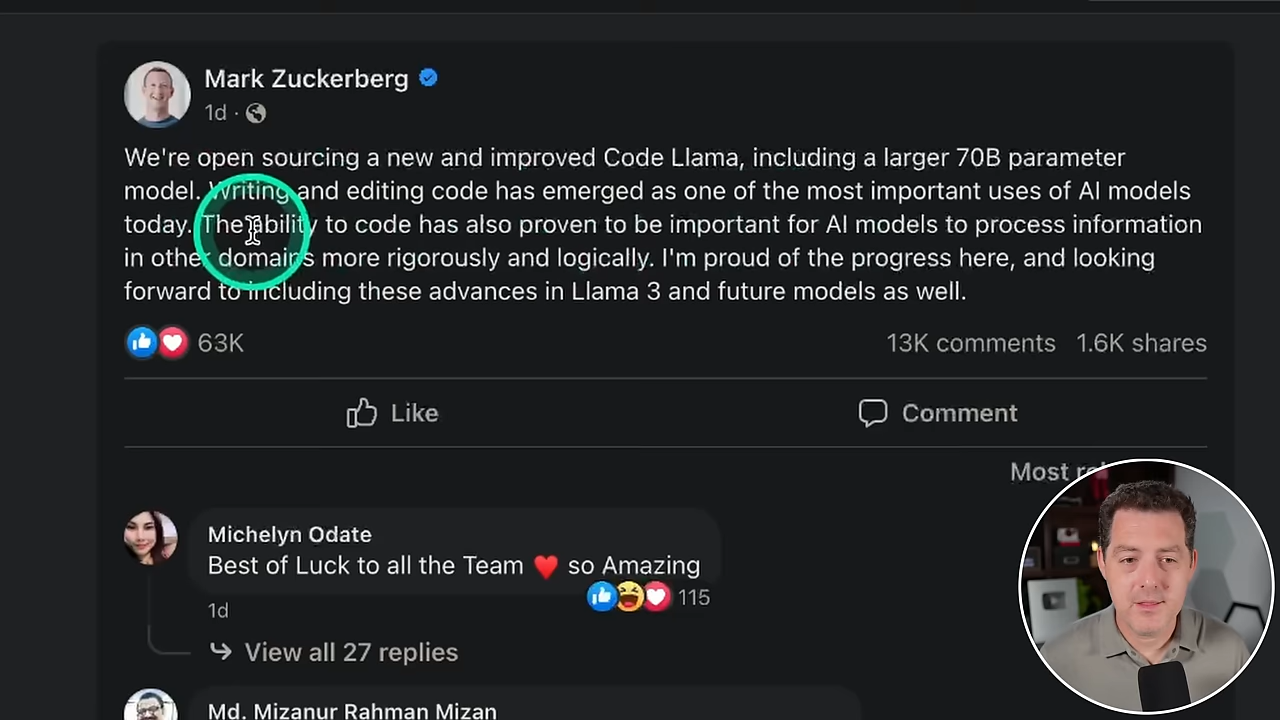 Mark Zuckerberg
1d ·
We're open sourcing a new and improved Code Llama, including a larger 70B parameter
model. Writing and editing code has emerged as one of the most important uses of AI models
today. The ability to code has also proven to be important for AI models to process information
in other domains more rigorously and logically. I'm proud of the progress here, and looking
forward to including these advances in Llama 3 and future models as well.
63K
13K comments 1.6K shares
Like
Comment
Most
Michelyn Odate
Best of Luck to all the Team ❤️ so Amazing
115
1d
View all 27 replies
Md. Mizanur Rahman Mizan